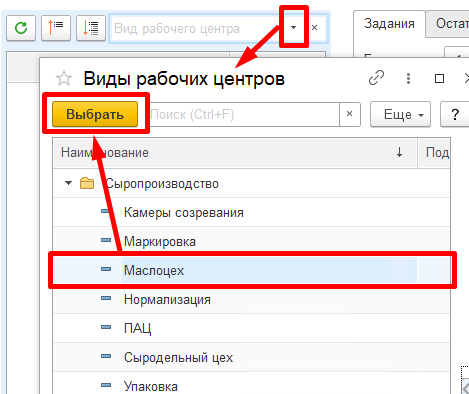 Вид рабочего центра
Задания
Остат
Виды рабочих центров
Выбрать
Поиск (Ctrl+F)
Еще
?
Наименование
Под
Сыропроизводство
Камеры созревания
Маркировка
Маслоцех
Нормализация
ПАЦ
Сыродельный цех
Упаковка